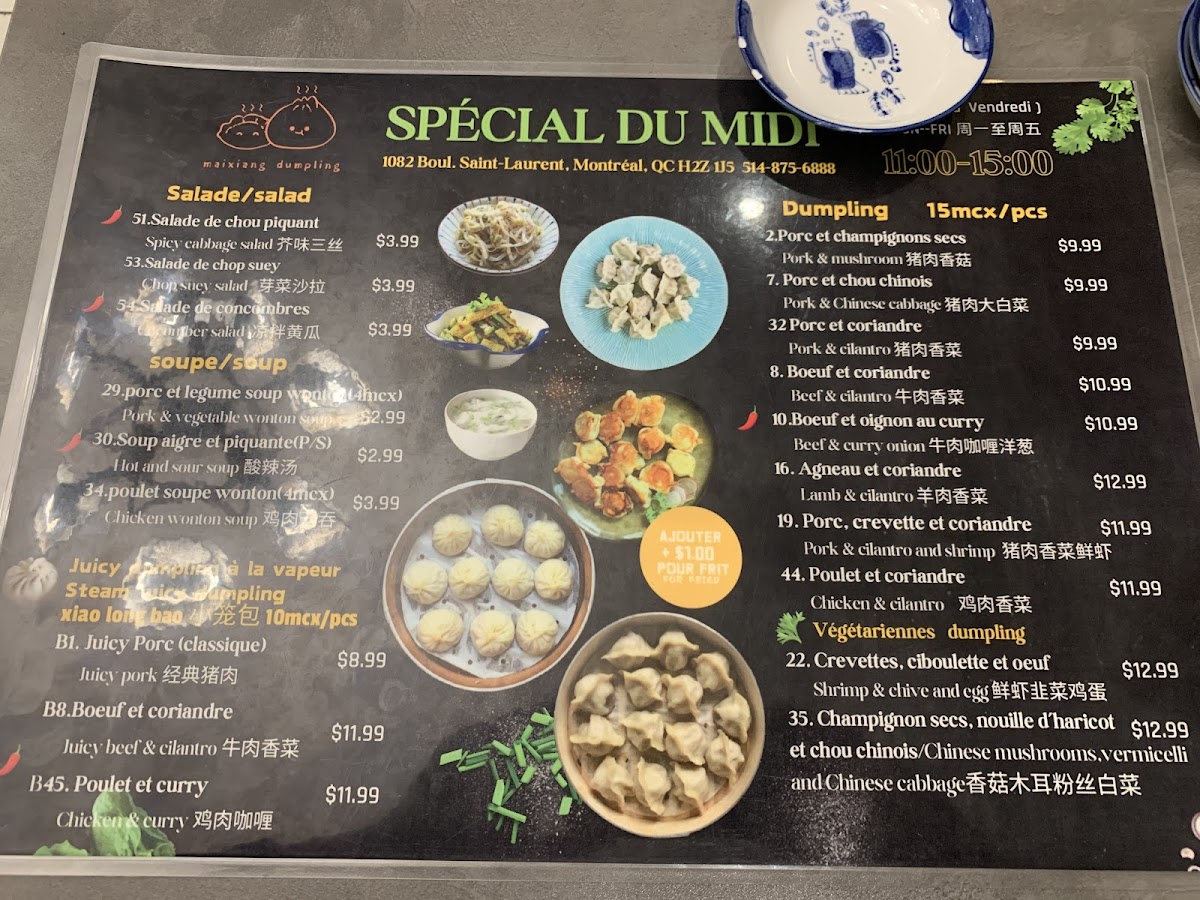 maixiang dumpling
SPÉCIAL DU MIDI
1082 Boul. Saint-Laurent, Montréal, QC H2Z 1J5 514-875-6888
Vendredi )
FRI 周一至周五
11:00-15:00
Salade/salad
51.Salade de chou piquant
Spicy cabbage salad 芥味三丝 $3.99
53.Salade de chop suey
Chop suey salad 芽菜沙拉 $3.99
54.Salade de concombres
Cucumber salad 凉拌黄瓜 $3.99
soupe/soup
29.porc et legume soup wonton(4mcx)
Pork & vegetable wonton soup $2.99
30.Soup aigre et piquante(P/S)
Hot and sour soup 酸辣汤 $2.99
34.poulet soupe wonton(4mcx)
Chicken wonton soup 鸡肉云吞 $3.99
Juicy dumpling à la vapeur
Steam juicy dumpling
xiao long bao 小笼包 10mcx/pcs
B1. Juicy Porc (classique)
Juicy pork 经典猪肉 $8.99
B8.Boeuf et coriandre
Juicy beef & cilantro 牛肉香菜 $11.99
B45. Poulet et curry
Chicken & curry 鸡肉咖喱 $11.99
AJOUTER
+ $1.00
POUR FRIT
Dumpling 15mcx/pcs
2.Porc et champignons secs
Pork & mushroom 猪肉香菇 $9.99
7. Porc et chou chinois
Pork & Chinese cabbage 猪肉大白菜 $9.99
32 Porc et coriandre
Pork & cilantro 猪肉香菜 $9.99
8. Boeuf et coriandre
Beef & cilantro 牛肉香菜 $10.99
10.Boeuf et oignon au curry
Beef & curry onion 牛肉咖喱洋葱 $10.99
16. Agneau et coriandre
Lamb & cilantro 羊肉香菜 $12.99
19. Porc, crevette et coriandre
Pork & cilantro and shrimp 猪肉香菜鲜虾 $11.99
44. Poulet et coriandre
Chicken & cilantro 鸡肉香菜 $11.99
Végétariennes dumpling
22. Crevettes, ciboulette et oeuf
Shrimp & chive and egg 鲜虾韭菜鸡蛋 $12.99
35. Champignon secs, nouille d'haricot $12.99
et chou chinois/Chinese mushrooms,vermicelli
and Chinese cabbage香菇木耳粉丝白菜